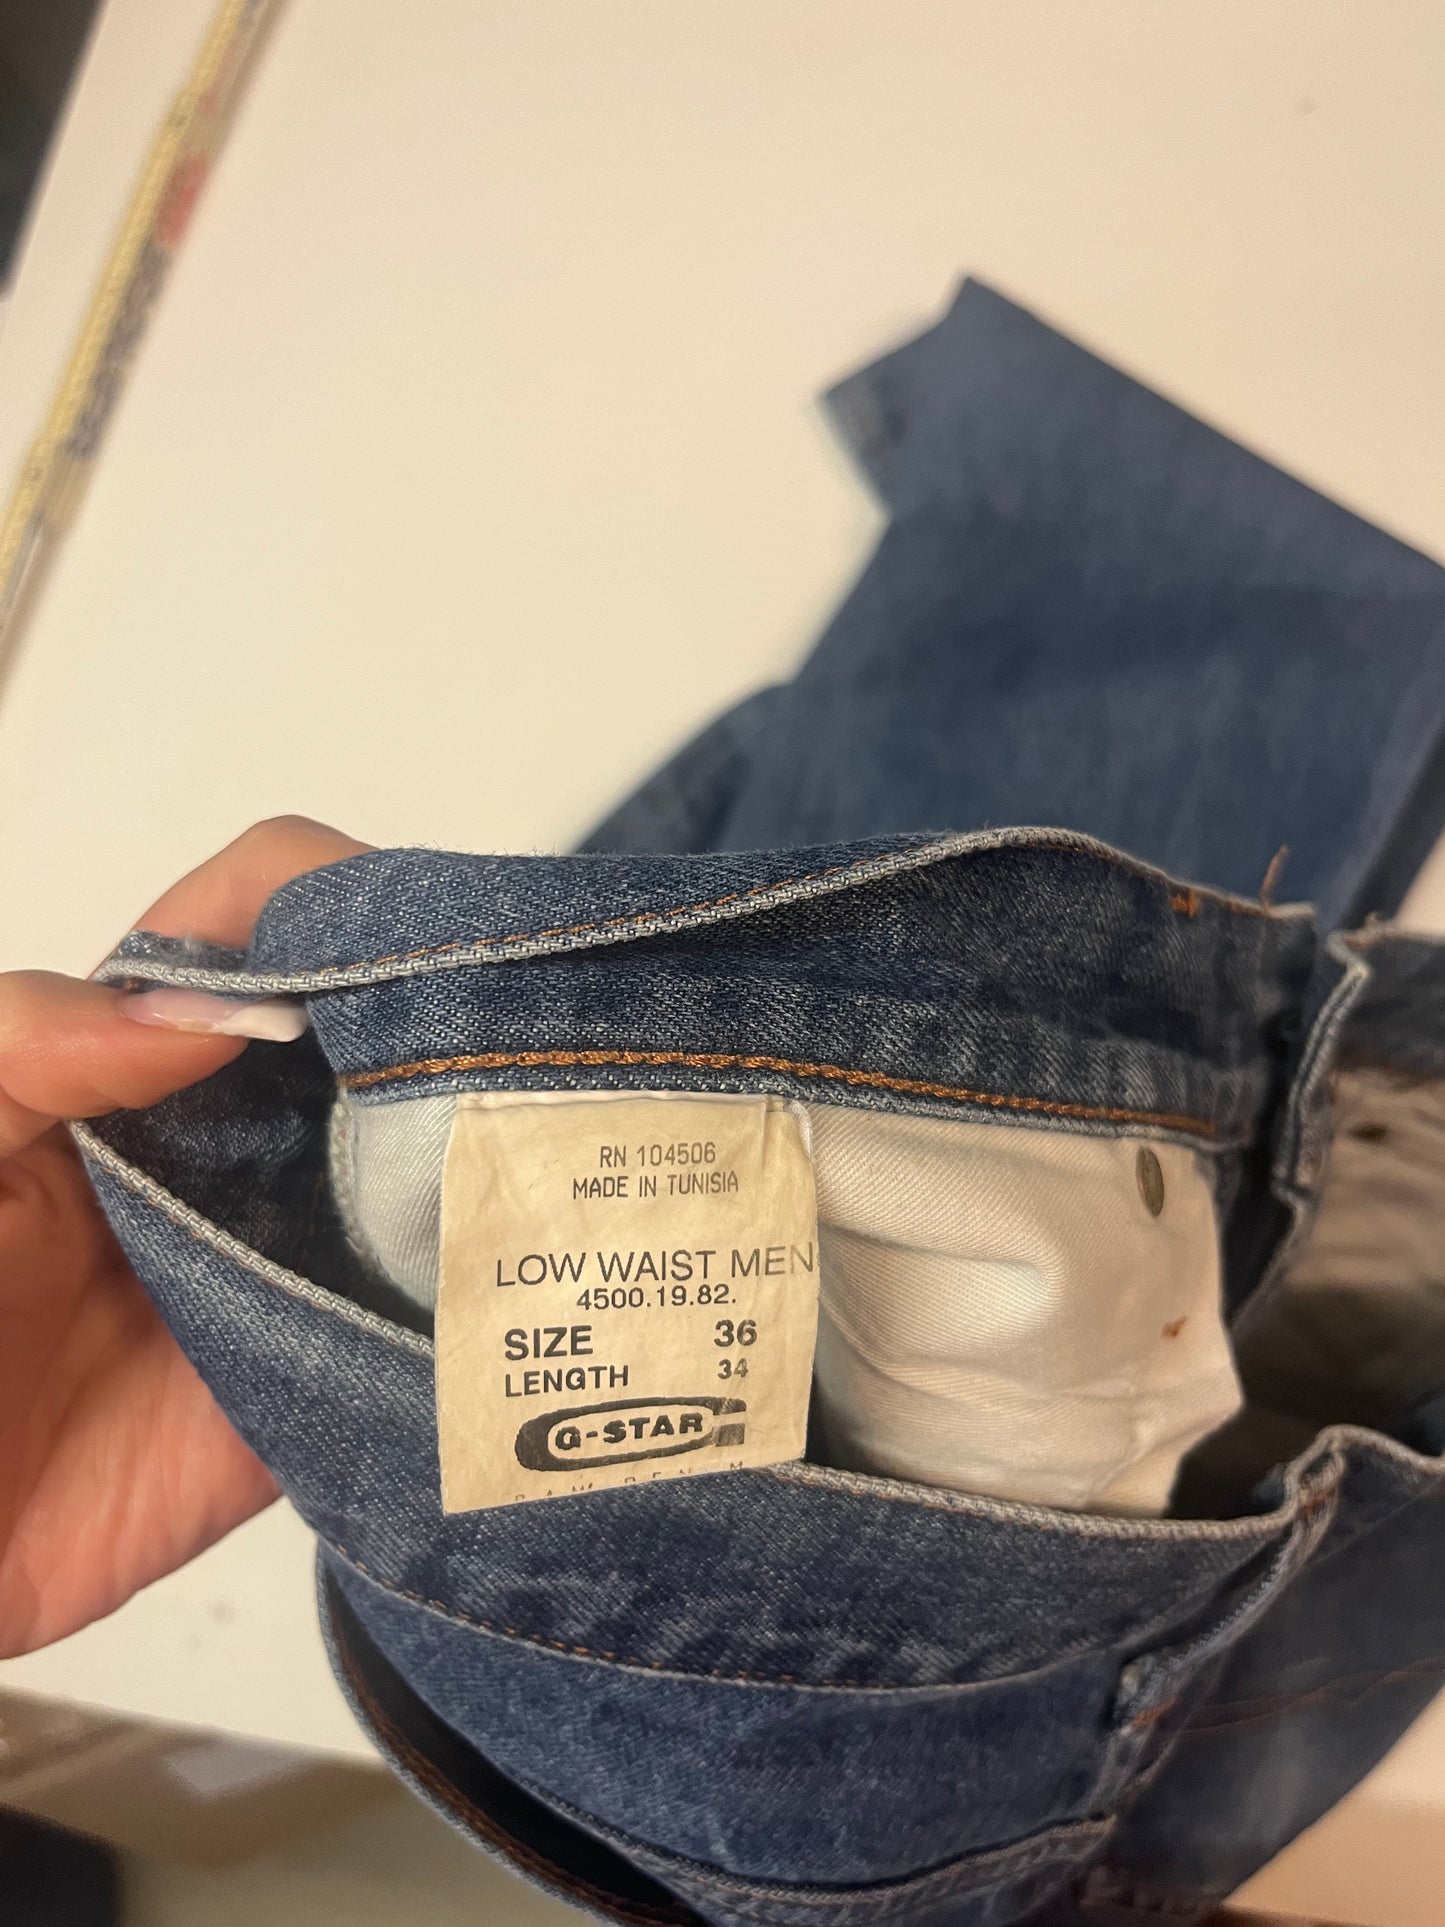 RN 104506
MADE IN TUNISIA
LOW WAIST MEN
4500.19.82.
SIZE 36
LENGTH 34
G-STAR